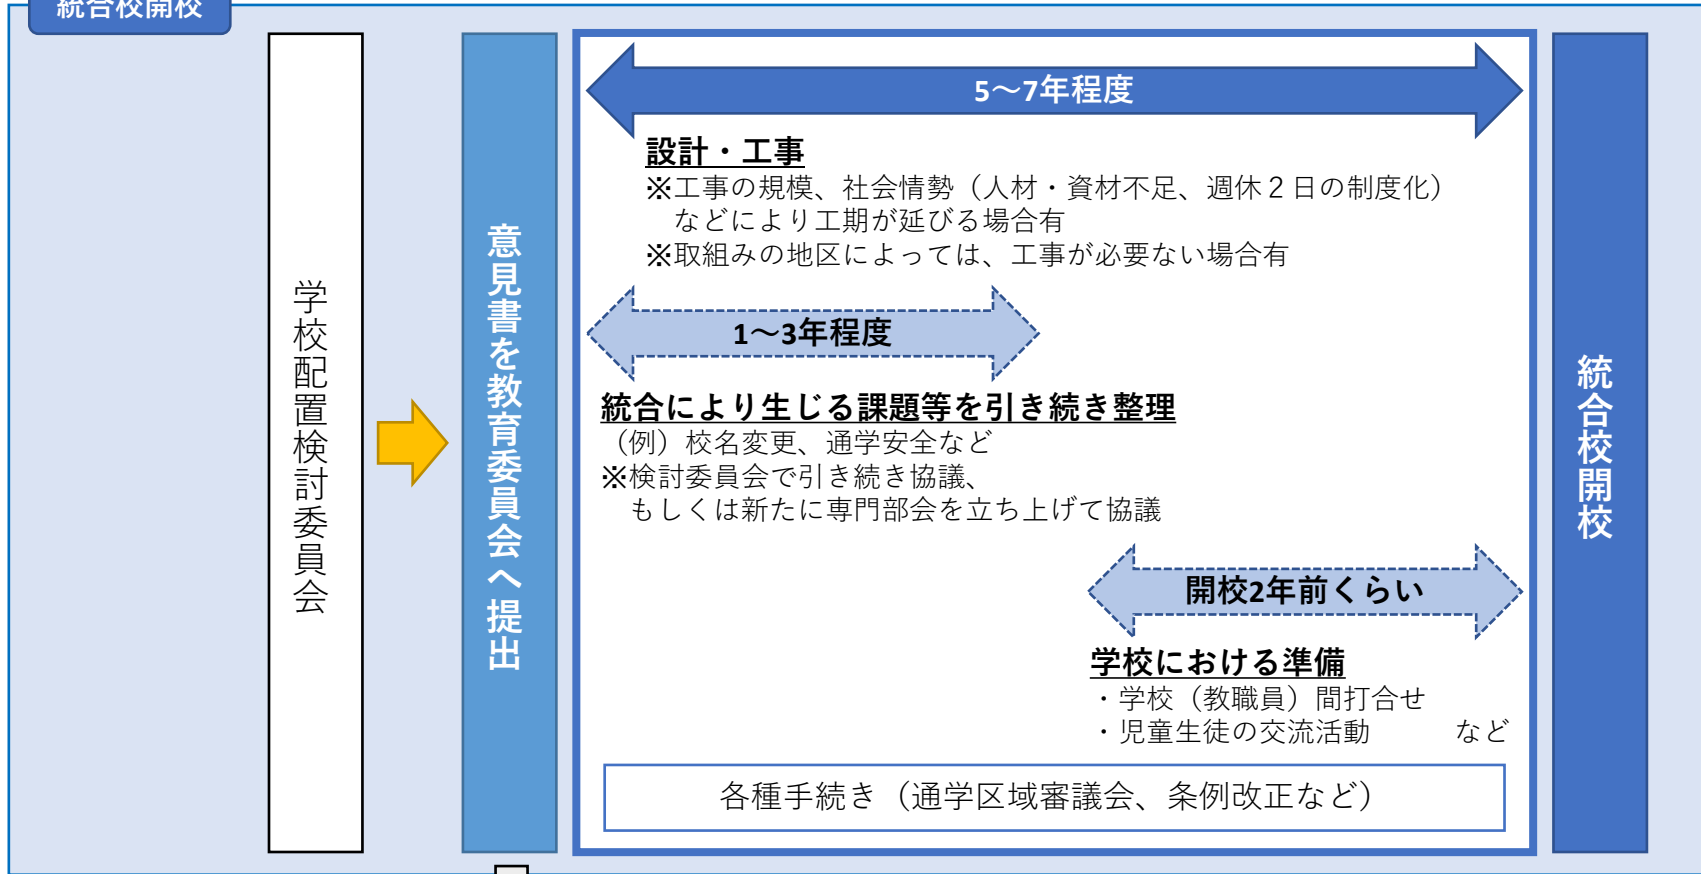 統合校開校
学校配置検討委員会
意見書を教育委員会へ提出
5～7年程度
設計・工事
※工事の規模、社会情勢（人材・資材不足、週休２日の制度化）
などにより工期が延びる場合有
※取組みの地区によっては、工事が必要ない場合有
1～3年程度
統合により生じる課題等を引き続き整理
（例）校名変更、通学安全など
※検討委員会で引き続き協議、
もしくは新たに専門部会を立ち上げて協議
開校2年前くらい
学校における準備
・学校（教職員）間打合せ
・児童生徒の交流活動　　　など
各種手続き（通学区域審議会、条例改正など）
統合校開校